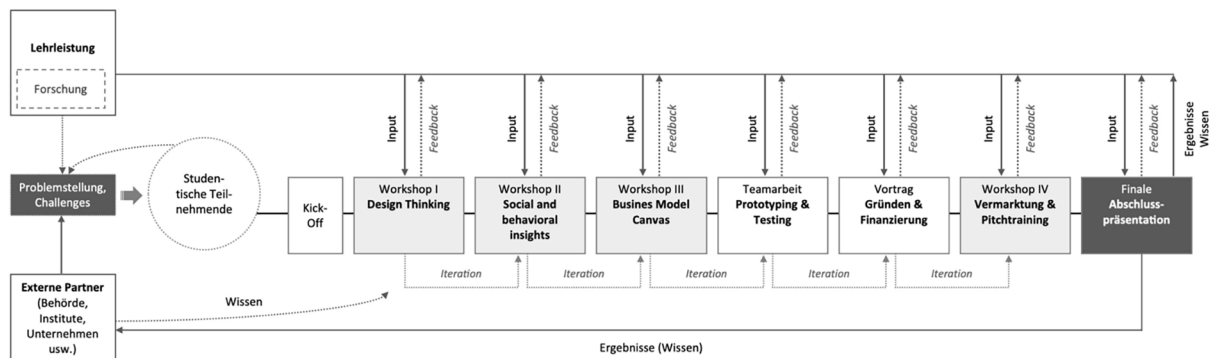 Lehrleistung
Forschung
Problemstellung,
Challenges
Studen-
tische Teil-
nehmende
Externe Partner
(Behörde,
Institute,
Unternehmen
usw.)
Kick-
Off
Input
Feedback
Workshop I
Design Thinking
Input
Feedback
Workshop II
Social and
behavioral
insights
Input
Feedback
Workshop III
Busines Model
Canvas
Input
Feedback
Teamarbeit
Prototyping &
Testing
Input
Feedback
Vortrag
Gründen &
Finanzierung
Input
Feedback
Workshop IV
Vermarktung &
Pitchtraining
Input
Feedback
Ergebnisse
Wissen
Finale
Abschluss-
präsentation
Iteration
Iteration
Iteration
Iteration
Iteration
Wissen
Ergebnisse (Wissen)